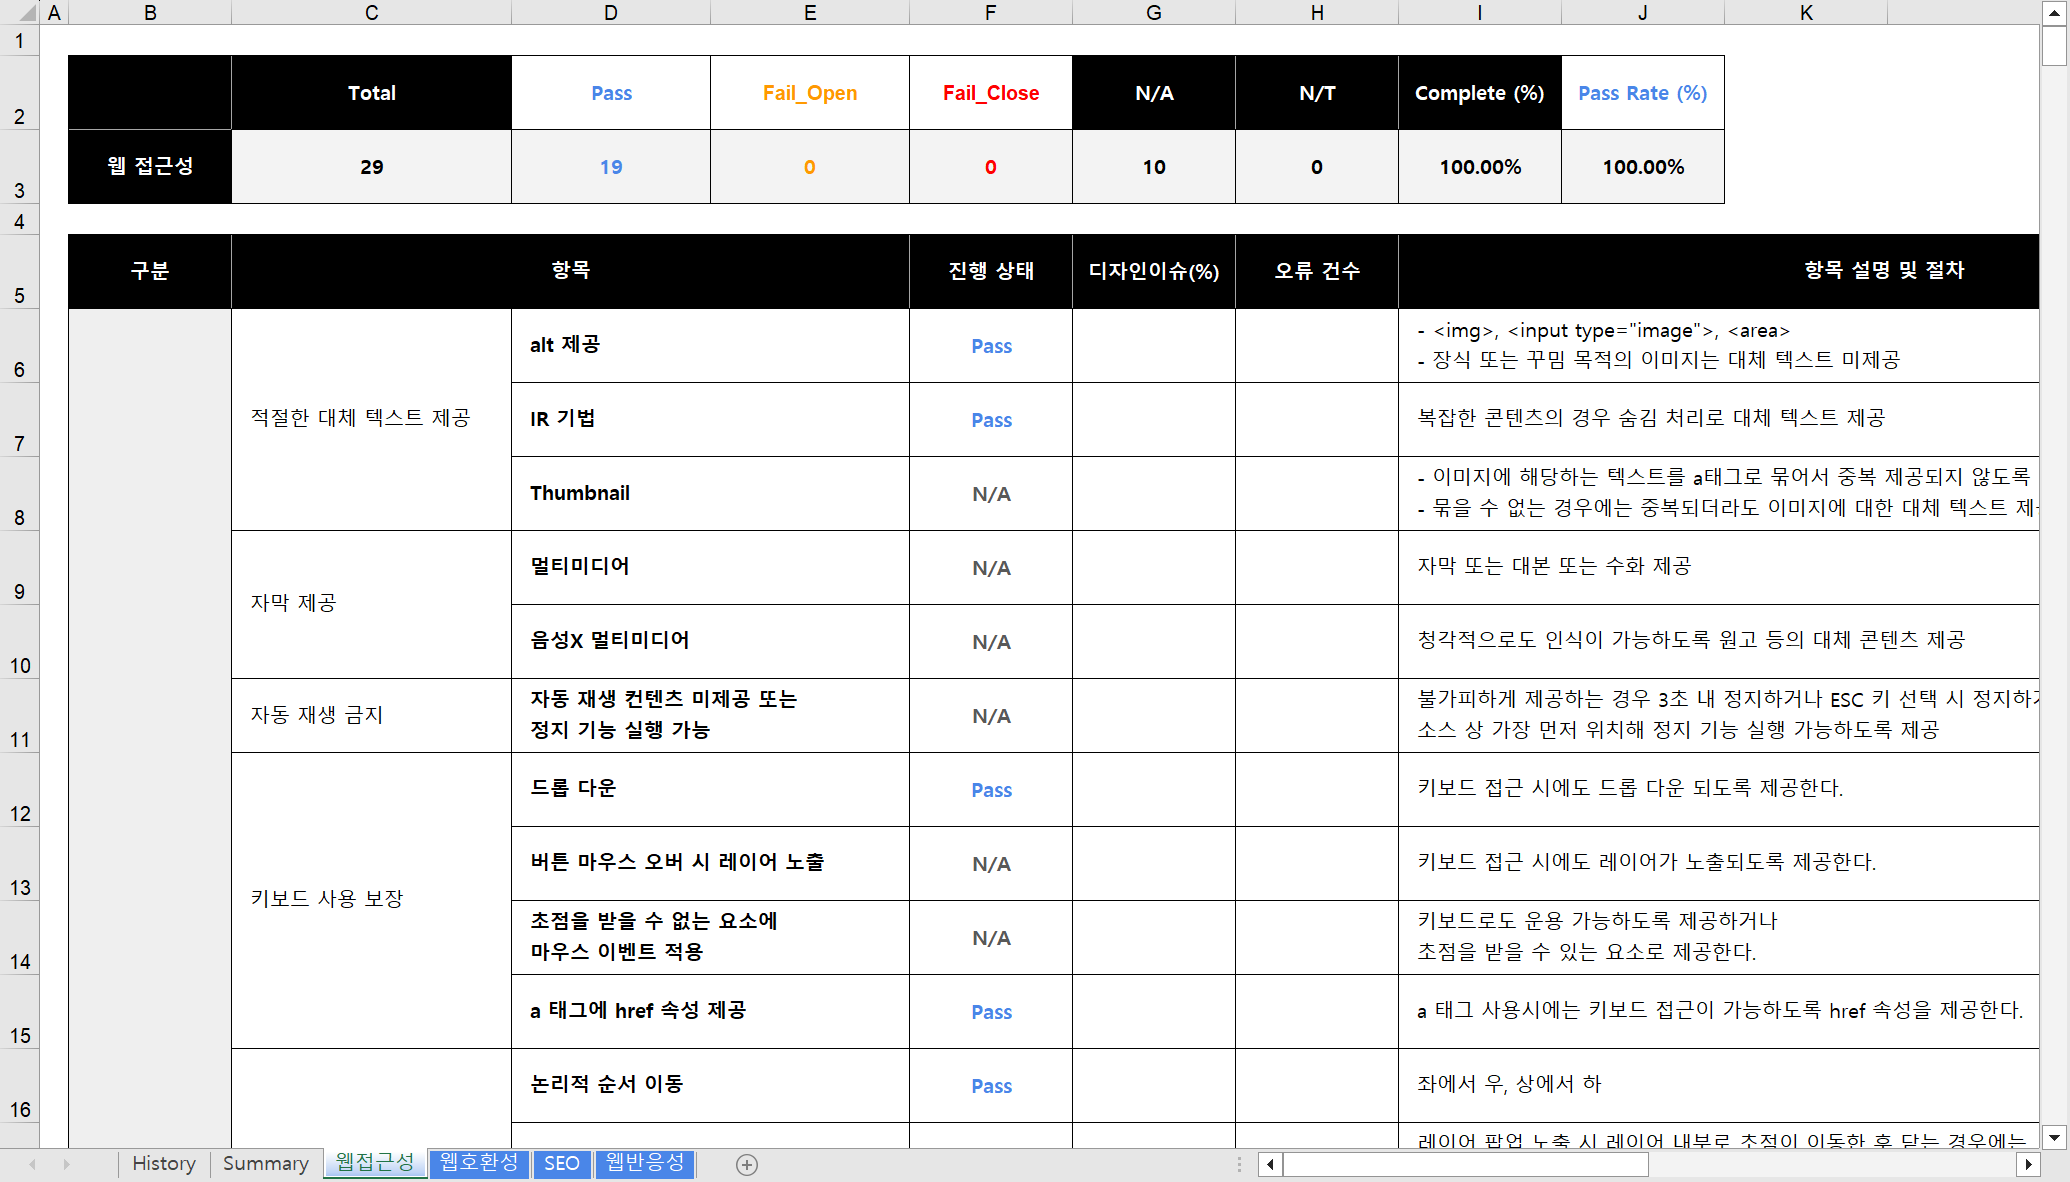 A B C D E F G H I J K
1
2 Total Pass Fail_Open Fail_Close N/A N/T Complete (%) Pass Rate (%)
3 웹 접근성 29 19 0 0 10 0 100.00% 100.00%
4
5 구분 항목 진행 상태 디자인이슈(%) 오류 건수 항목 설명 및 절차
6 alt 제공 Pass - <img>, <input type="image">, <area>
- 장식 또는 꾸밈 목적의 이미지는 대체 텍스트 미제공
7 적절한 대체 텍스트 제공 IR 기법 Pass 복잡한 콘텐츠의 경우 숨김 처리로 대체 텍스트 제공
8 Thumbnail N/A - 이미지에 해당하는 텍스트를 a태그로 묶어서 중복 제공되지 않도록
- 묶을 수 없는 경우에는 중복되더라도 이미지에 대한 대체 텍스트
9 멀티미디어 N/A 자막 또는 대본 또는 수화 제공
자막 제공
10 음성X 멀티미디어 N/A 청각적으로도 인식이 가능하도록 원고 등의 대체 콘텐츠 제공
11 자동 재생 금지 자동 재생 컨텐츠 미제공 또는
정지 기능 실행 가능 N/A 불가피하게 제공하는 경우 3초 내 정지하거나 ESC 키 선택 시
소스 상 가장 먼저 위치해 정지 기능 실행 가능하도록 제공
12 드롭 다운 Pass 키보드 접근 시에도 드롭 다운 되도록 제공한다.
13 버튼 마우스 오버 시 레이어 노출 N/A 키보드 접근 시에도 레이어가 노출되도록 제공한다.
키보드 사용 보장
14 초점을 받을 수 없는 요소에
마우스 이벤트 적용 N/A 키보드로도 운용 가능하도록 제공하거나
초점을 받을 수 있는 요소로 제공한다.
15 a 태그에 href 속성 제공 Pass a 태그 사용시에는 키보드 접근이 가능하도록 href 속성을 제공한다.
16 논리적 순서 이동 Pass 좌에서 우, 상에서 하
레이어 팝업 노출 시 레이어 내부로 초점이 이동한 후 닫는 경우에는
History Summary 웹접근성 웹호환성 SEO 웹반응성